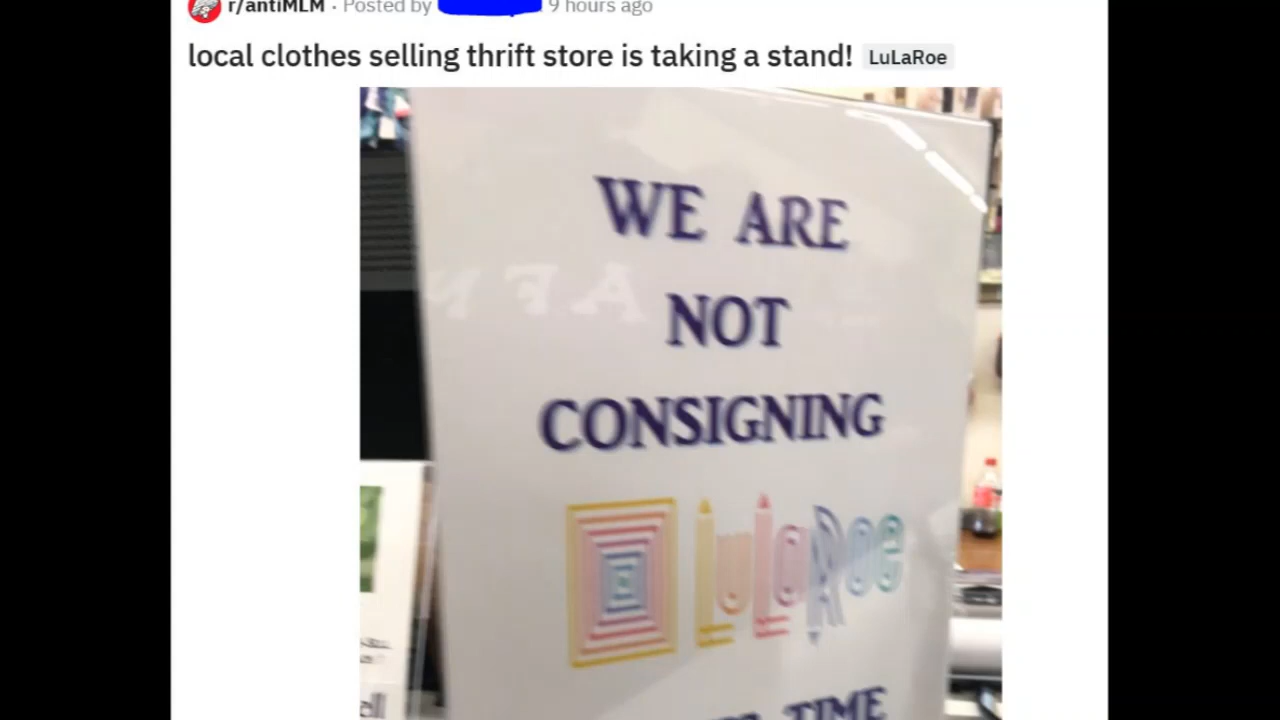 r/antiMLM · Posted by 9 hours ago
local clothes selling thrift store is taking a stand! LuLaRoe
WE ARE
NOT
CONSIGNING
LuLaRoe
TIME